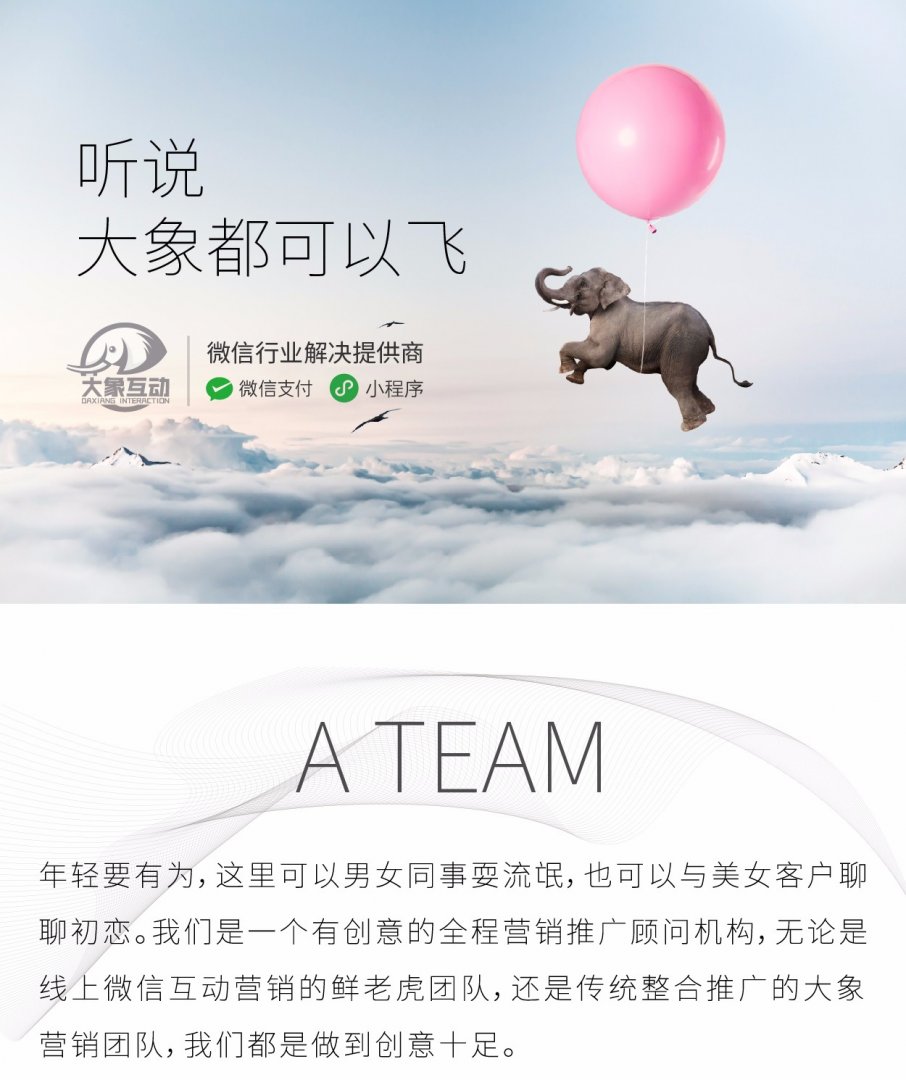 听说
大象都可以飞
大象互动
DAXIANG INTERACTION
微信行业解决提供商
微信支付 小程序
A TEAM
年轻要有为，这里可以男女同事耍流氓，也可以与美女客户聊
聊初恋。我们是一个有创意的全程营销推广顾问机构，无论是
线上微信互动营销的鲜老虎团队，还是传统整合推广的大象
营销团队，我们都是做到创意十足。